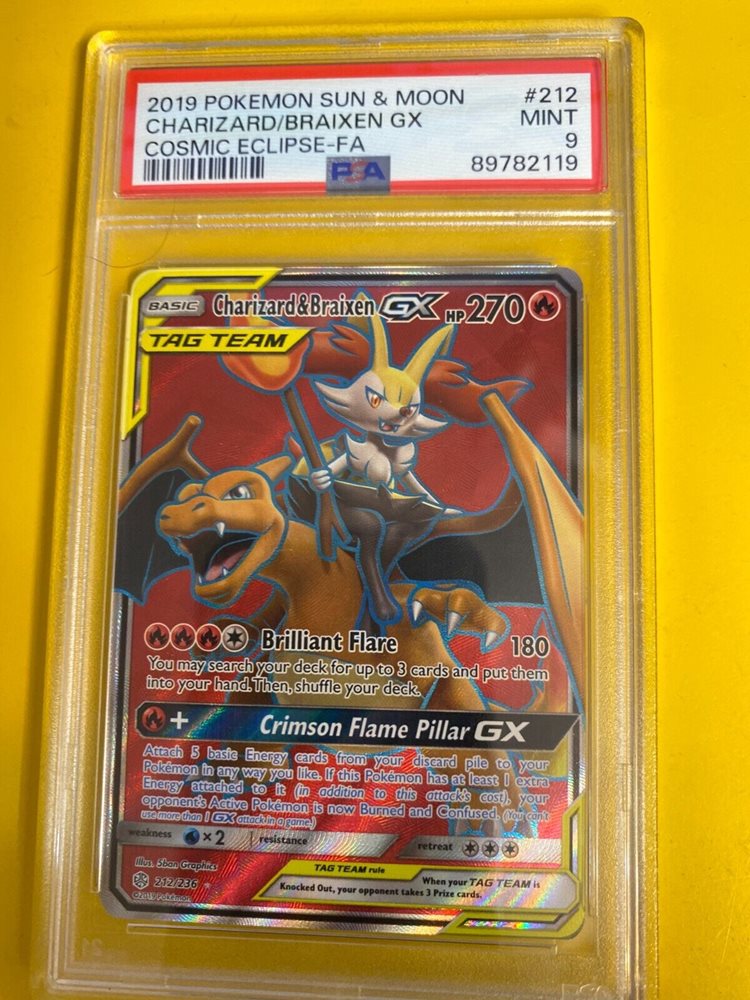 2019 POKEMON SUN & MOON #212
CHARIZARD/BRAIXEN GX MINT
COSMIC ECLIPSE-FA 9
PSA 89782119
BASIC Charizard&Braixen GX HP270
TAG TEAM
Brilliant Flare 180
You may search your deck for up to 3 cards and put them
into your hand. Then, shuffle your deck.
+ Crimson Flame Pillar GX
Attach 5 basic Energy cards from your discard pile to your
Pokémon in any way you like. If this Pokémon has at least 1 extra
Energy attached to it (in addition to this attack's cost), your
opponent's Active Pokémon is now Burned and Confused. (You can't
use more than 1 GX attack in a game.)
weakness ×2 resistance retreat
Illus. 5ban Graphics
TAG TEAM rule
When your TAG TEAM is
212/236
Knocked Out, your opponent takes 3 Prize cards.
©2019 Pokémon